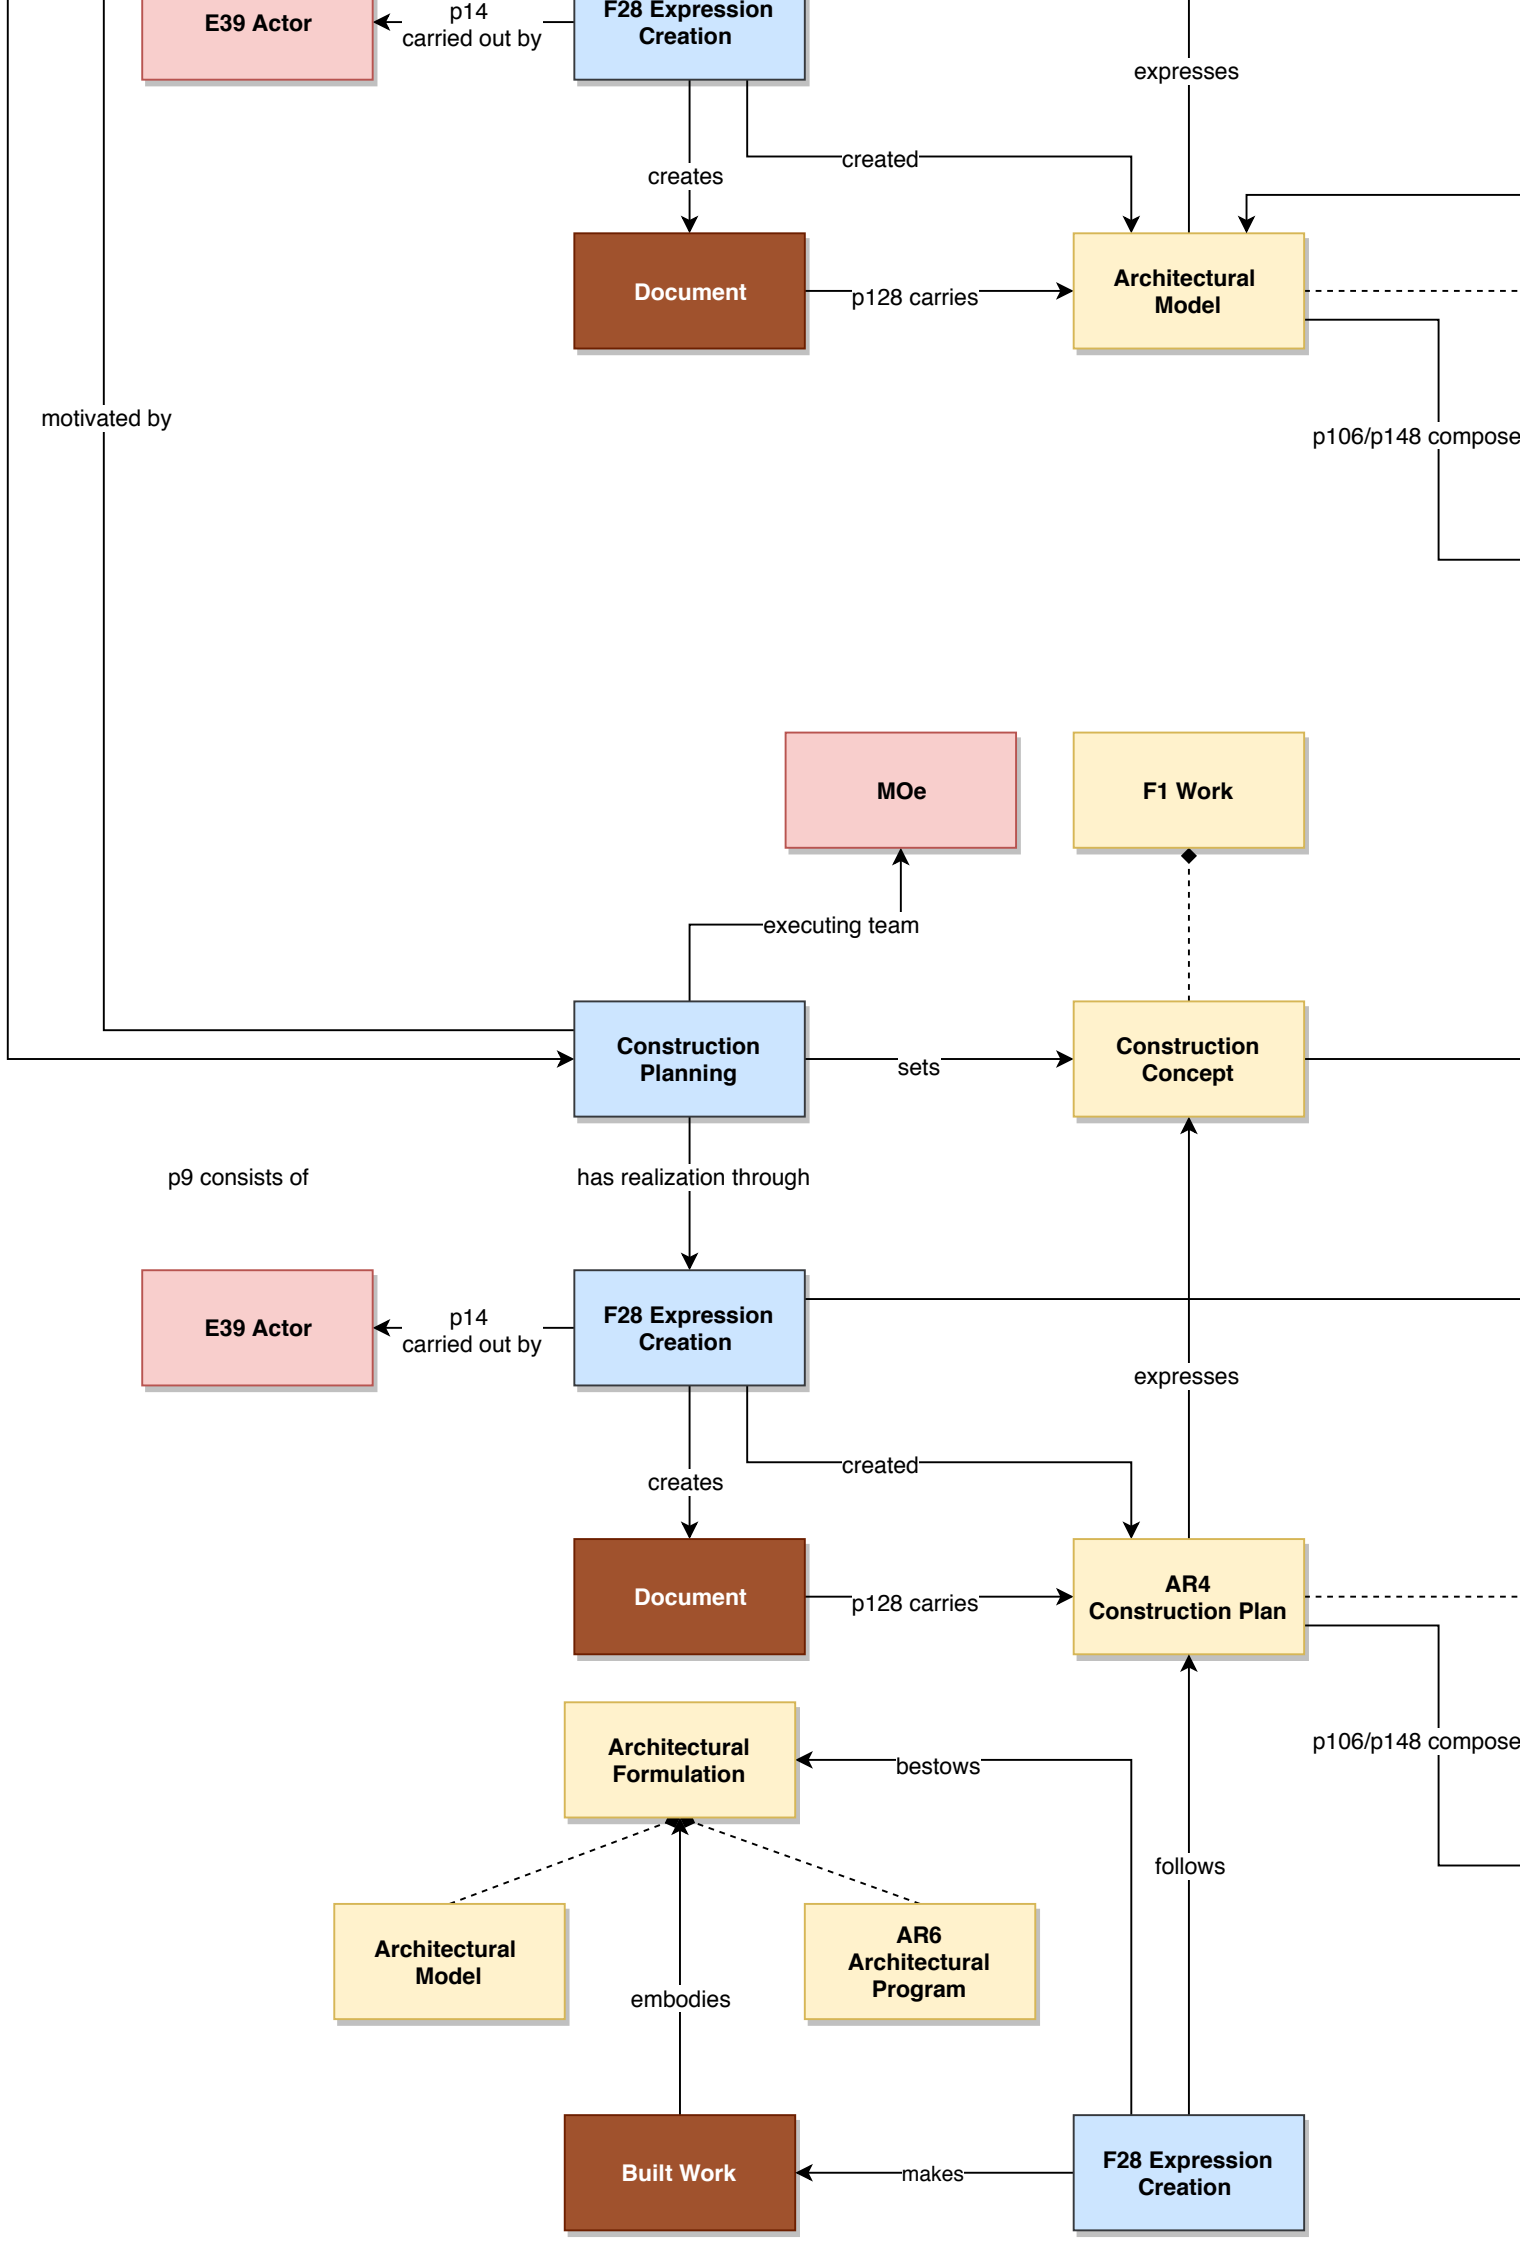 E39 Actor
p14
carried out by
F28 Expression
Creation
expresses
created
creates
Document
p128 carries
Architectural
Model
motivated by
p106/p148 compose
MOe
F1 Work
executing team
Construction
Planning
sets
Construction
Concept
p9 consists of
has realization through
E39 Actor
p14
carried out by
F28 Expression
Creation
expresses
created
creates
Document
p128 carries
AR4
Construction Plan
Architectural
Formulation
bestows
p106/p148 compose
follows
Architectural
Model
AR6
Architectural
Program
embodies
Built Work
makes
F28 Expression
Creation